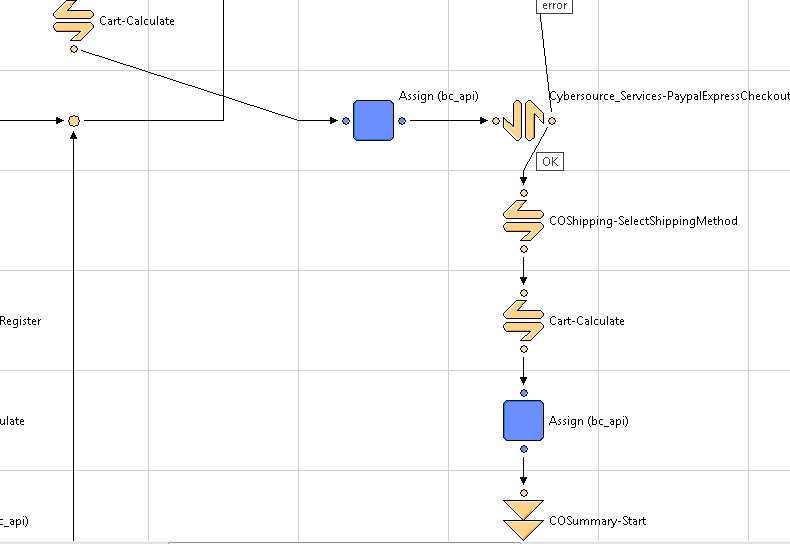 error
Cart-Calculate
Assign (bc_api)
Cybersource_Services-PaypalExpressCheckout
OK
COShipping-SelectShippingMethod
Register
Cart-Calculate
ulate
Assign (bc_api)
c_api)
COSummary-Start